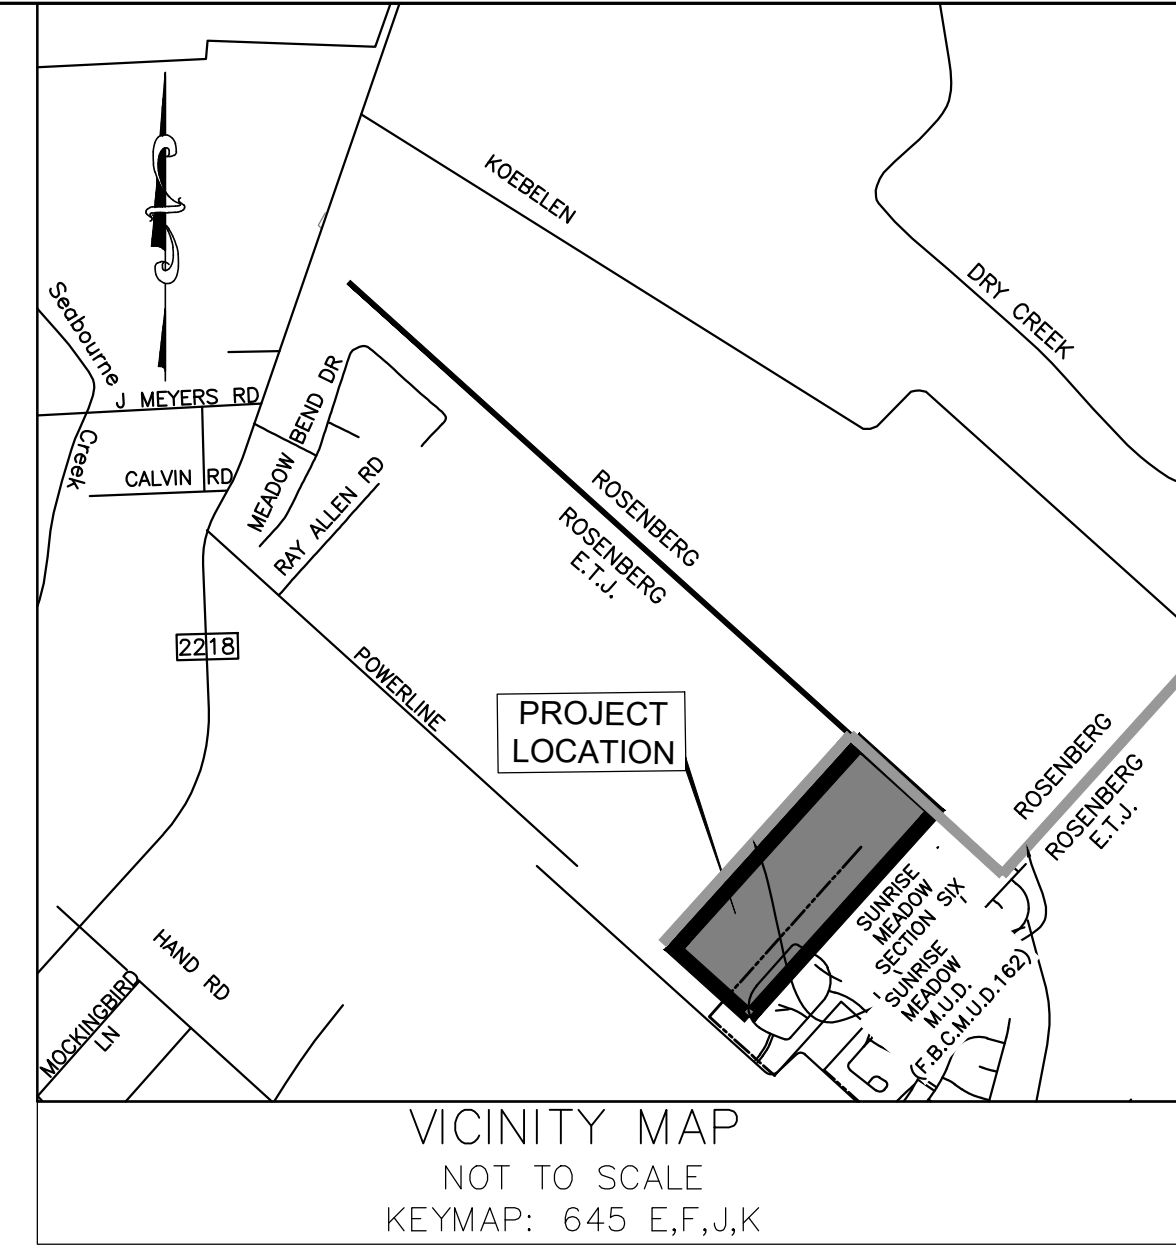 KOEBELEN
DRY CREEK
Seabourne
Creek
J MEYERS RD
CALVIN RD
MEADOW BEND DR
RAY ALLEN RD
ROSENBERG
ROSENBERG
E.T.J.
2218
POWERLINE
PROJECT
LOCATION
ROSENBERG
ROSENBERG
E.T.J.
SUNRISE
MEADOW
SECTION SIX
SUNRISE
MEADOW
M.U.D.
(F.B.C.M.U.D.162)
HAND RD
MOCKINGBIRD
LN
VICINITY MAP
NOT TO SCALE
KEYMAP: 645 E,F,J,K